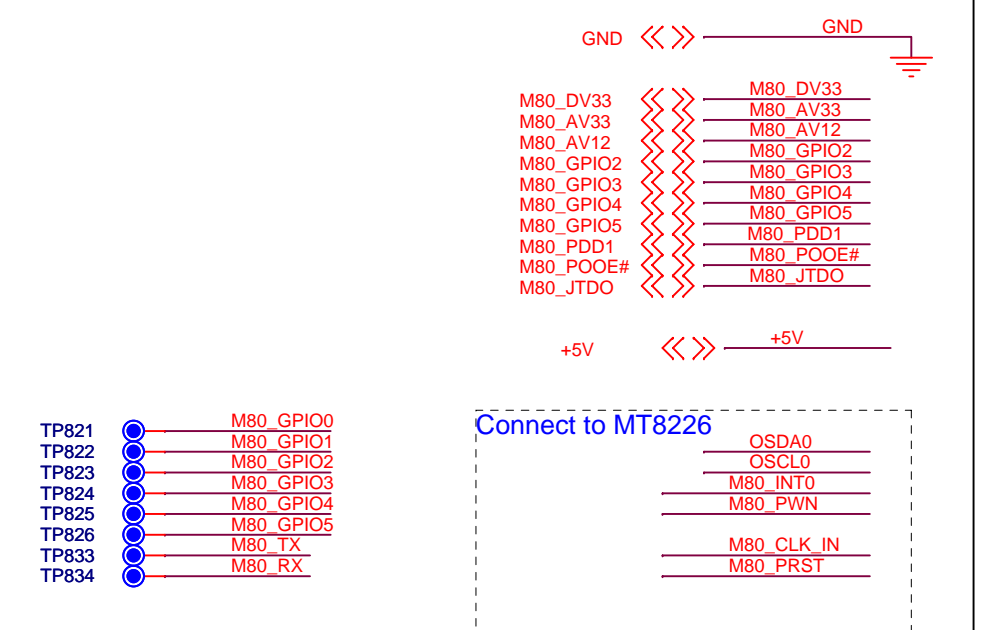 GND GND
M80_DV33 M80_DV33
M80_AV33 M80_AV33
M80_AV12 M80_AV12
M80_GPIO2 M80_GPIO2
M80_GPIO3 M80_GPIO3
M80_GPIO4 M80_GPIO4
M80_GPIO5 M80_GPIO5
M80_PDD1 M80_PDD1
M80_POOE# M80_POOE#
M80_JTDO M80_JTDO
+5V +5V
TP821 M80_GPIO0
TP822 M80_GPIO1
TP823 M80_GPIO2
TP824 M80_GPIO3
TP825 M80_GPIO4
TP826 M80_GPIO5
TP833 M80_TX
TP834 M80_RX
Connect to MT8226
OSDA0
OSCL0
M80_INT0
M80_PWN
M80_CLK_IN
M80_PRST